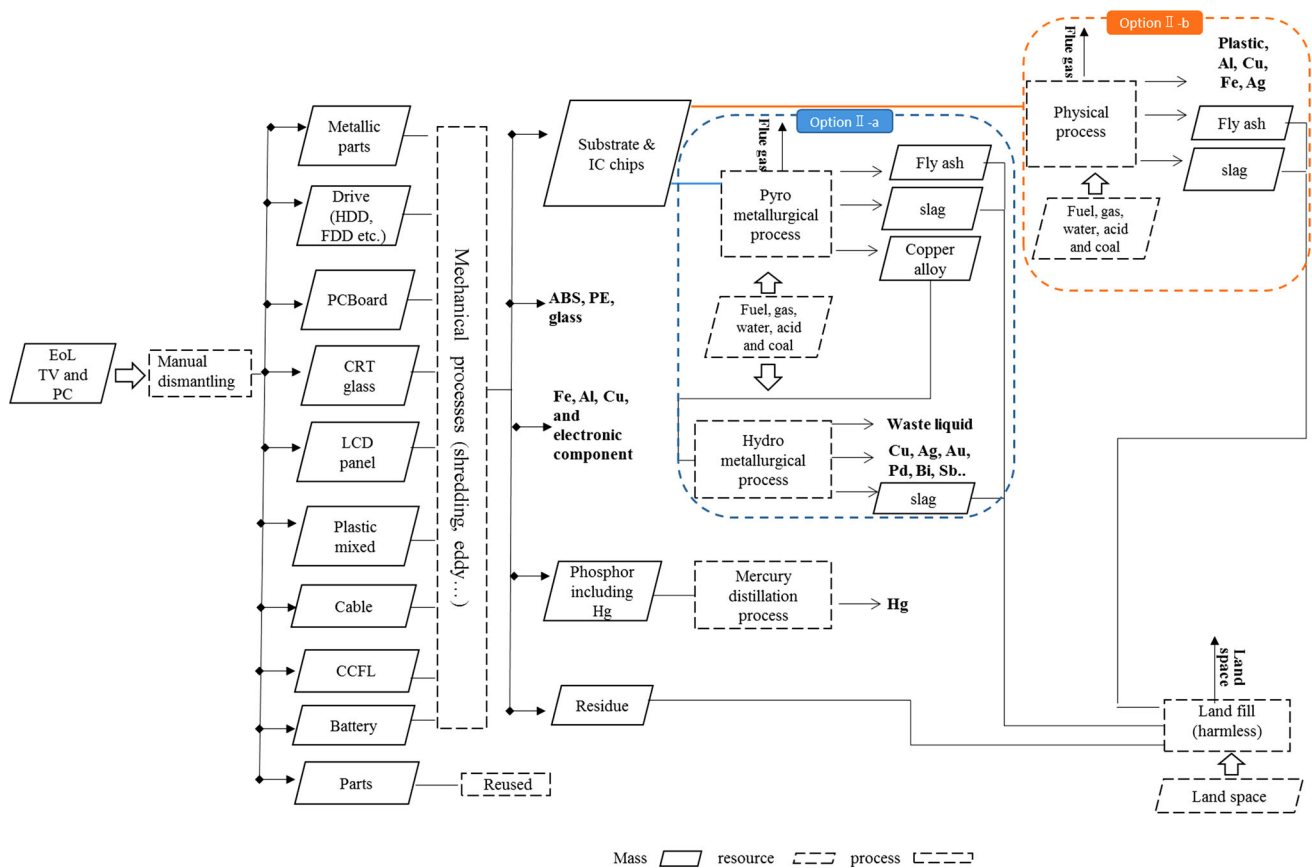 Option Ⅱ-b
Flue gas
Plastic,
Al, Cu,
Fe, Ag
Physical
process
Fly ash
slag
Fuel, gas,
water, acid
and coal
Option Ⅱ-a
Flue gas
Substrate &
IC chips
Pyro
metallurgical
process
Fly ash
slag
Copper
alloy
Fuel, gas,
water, acid
and coal
Hydro
metallurgical
process
Waste liquid
Cu, Ag, Au,
Pd, Bi, Sb..
slag
EoL
TV and
PC
Manual
dismantling
Metallic
parts
Drive
(HDD,
FDD etc.)
PCBoard
CRT
glass
LCD
panel
Plastic
mixed
Cable
CCFL
Battery
Parts
Reused
Mechanical processes (shredding, eddy…)
ABS, PE,
glass
Fe, Al, Cu,
and
electronic
component
Phosphor
including
Hg
Mercury
distillation
process
Hg
Residue
Land
space
Land fill
(harmless)
Land space
Mass resource process